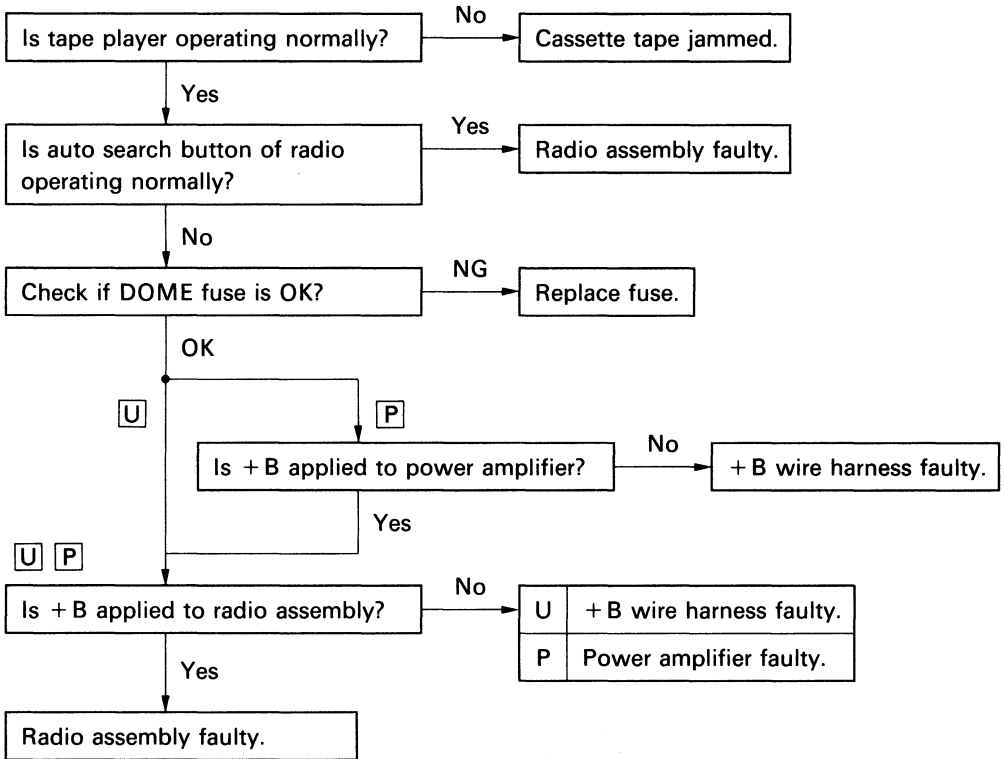 Is tape player operating normally?
No
Cassette tape jammed.
Yes
Is auto search button of radio
operating normally?
Yes
Radio assembly faulty.
No
Check if DOME fuse is OK?
NG
Replace fuse.
OK
U
P
Is +B applied to power amplifier?
No
+B wire harness faulty.
Yes
U P
Is +B applied to radio assembly?
No
U +B wire harness faulty.
P Power amplifier faulty.
Yes
Radio assembly faulty.